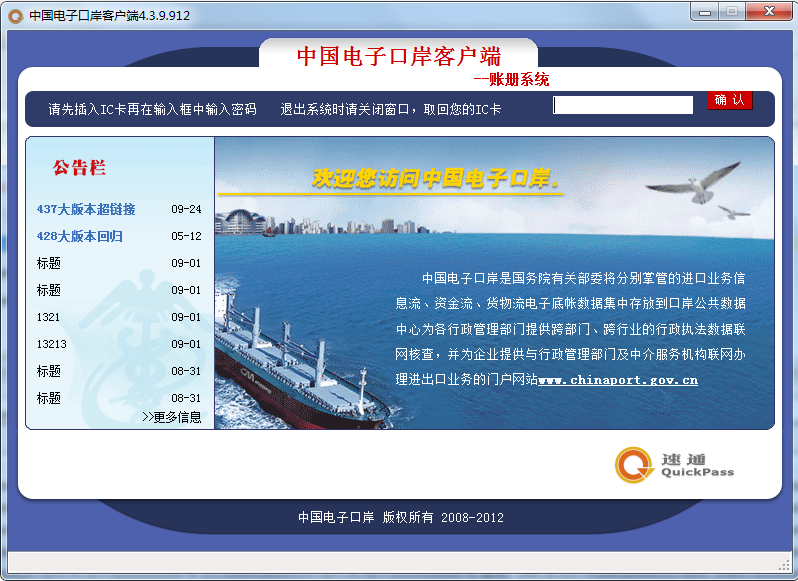 中国电子口岸客户端4.3.9.912
中国电子口岸客户端
--账册系统
请先插入IC卡再在输入框中输入密码 退出系统时请关闭窗口，取回您的IC卡
确 认
公告栏
437大版本超链接 09-24
428大版本回归 05-12
标题 09-01
标题 09-01
1321 09-01
13213 09-01
标题 08-31
标题 08-31
>>更多信息
欢迎您访问中国电子口岸.
中国电子口岸是国务院有关部委将分别掌管的进口业务信
息流、资金流、货物流电子底帐数据集中存放到口岸公共数据
中心为各行政管理部门提供跨部门、跨行业的行政执法数据联
网核查，并为企业提供与行政管理部门及中介服务机构联网办
理进出口业务的门户网站www.chinaport.gov.cn
速通
QuickPass
中国电子口岸 版权所有 2008-2012